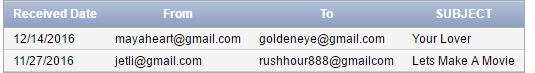 Received Date From To SUBJECT
12/14/2016 mayaheart@gmail.com goldeneye@gmail.com Your Lover
11/27/2016 jetli@gmail.com rushhour888@gmailcom Lets Make A Movie